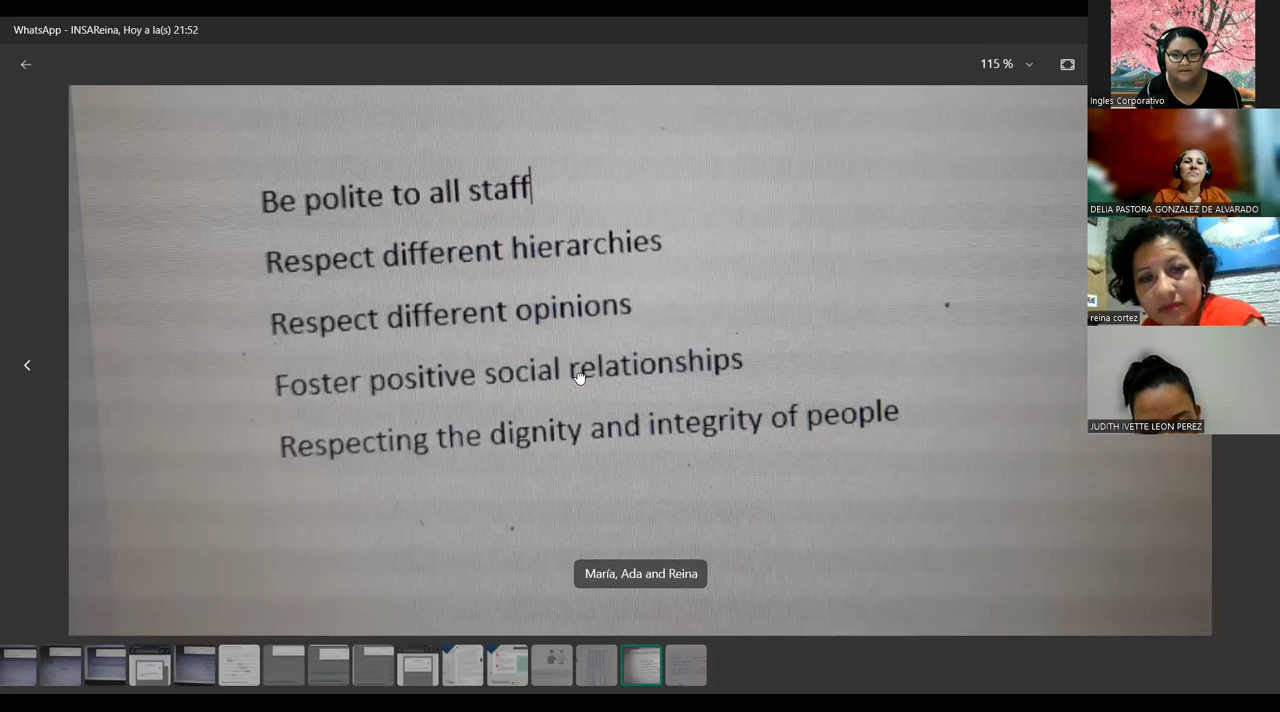 WhatsApp - INSAReina, Hoy a la(s) 21:52
115 %
Be polite to all staff
Respect different hierarchies
Respect different opinions
Foster positive social relationships
Respecting the dignity and integrity of people
María, Ada and Reina
Ingles Corporativo
DELIA PASTORA GONZALEZ DE ALVARADO
reina cortez
JUDITH IVETTE LEON PEREZ